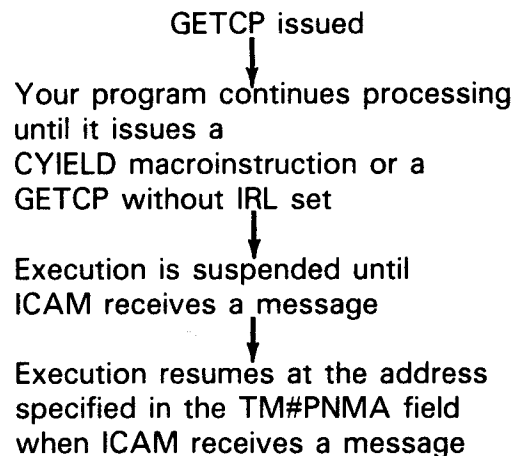 GETCP issued
Your program continues processing
until it issues a
CYIELD macroinstruction or a
GETCP without IRL set
Execution is suspended until
ICAM receives a message
Execution resumes at the address
specified in the TM#PNMA field
when ICAM receives a message